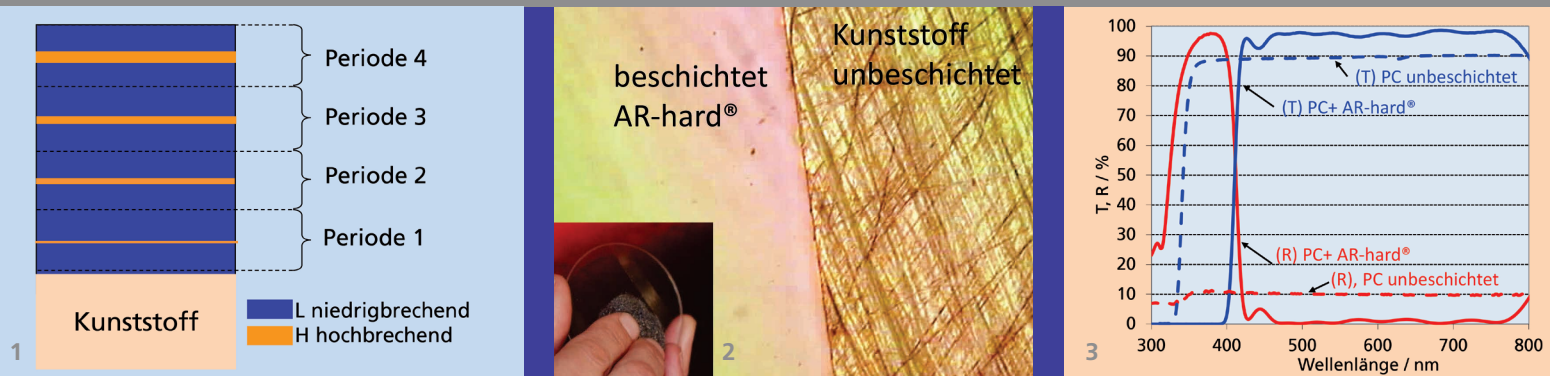 Periode 4
Periode 3
Periode 2
Periode 1
Kunststoff
L niedrigbrechend
H hochbrechend
1
beschichtet
AR-hard®
Kunststoff
unbeschichtet
2
100
90
80
70
60
50
40
30
20
10
0
T, R / %
(T) PC unbeschichtet
(T) PC+ AR-hard®
(R) PC+ AR-hard®
(R), PC unbeschichtet
300 400 500 600 700 800
Wellenlänge / nm
3